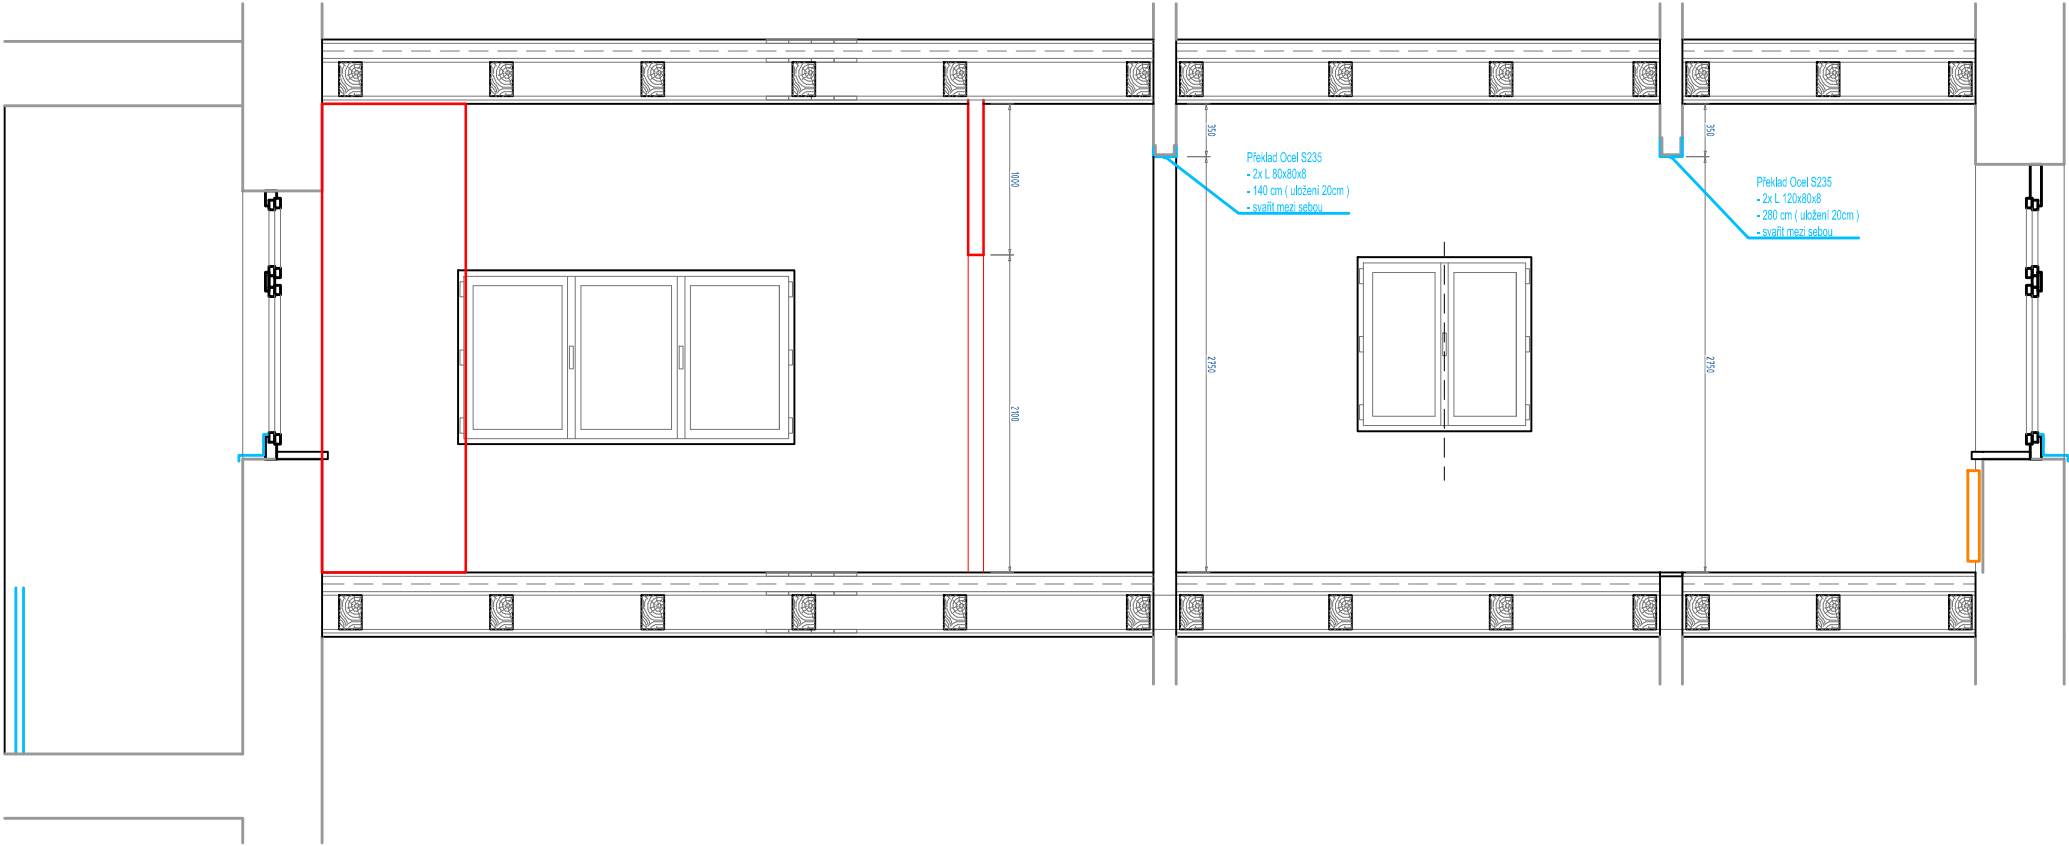 350
350
Překlad Ocel S235
- 2x L 80x80x8
- 140 cm ( uložení 20cm )
- svařit mezi sebou
Překlad Ocel S235
- 2x L 120x80x8
- 280 cm ( uložení 20cm )
- svařit mezi sebou
1000
2750
2750
2100